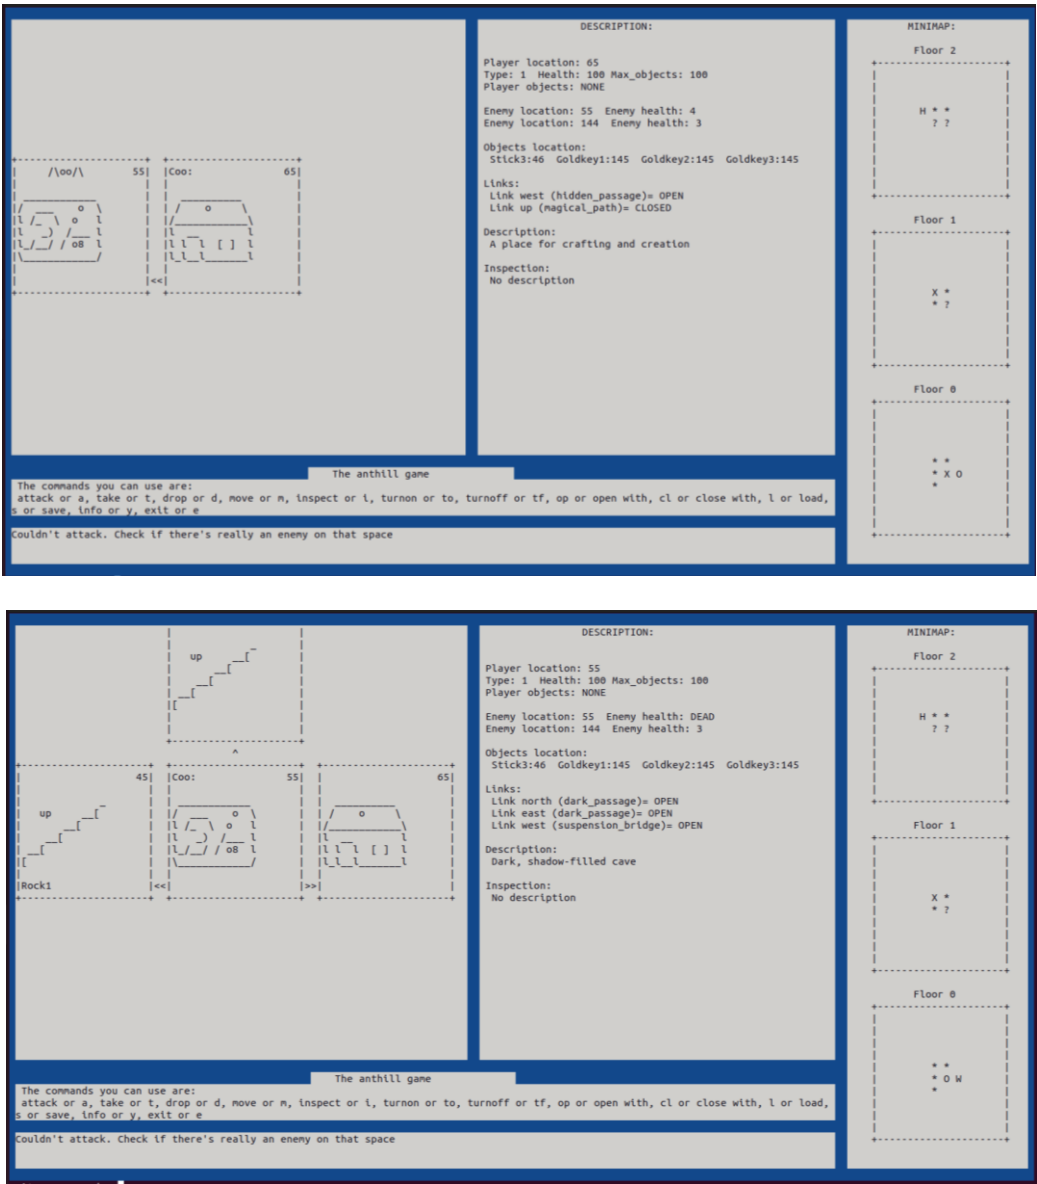 DESCRIPTION:
Player location: 65
Type: 1 Health: 100 Max_objects: 100
Player objects: NONE
Enemy location: 55 Enemy health: 4
Enemy location: 144 Enemy health: 3
Objects location:
Stick3:46 Goldkey1:145 Goldkey2:145 Goldkey3:145
Links:
Link west (hidden_passage)= OPEN
Link up (magical_path)= CLOSED
Description:
A place for crafting and creation
Inspection:
No description
MINIMAP:
Floor 2
H * *
? ?
Floor 1
X *
* ?
Floor 0
* *
* X O
*
/\oo/\ 55| |Coo: 65|
|<<|
The anthill game
The commands you can use are:
attack or a, take or t, drop or d, move or m, inspect or i, turnon or to, turnoff or tf, op or open with, cl or close with, l or load,
s or save, info or y, exit or e
Couldn't attack. Check if there's really an enemy on that space
DESCRIPTION:
Player location: 55
Type: 1 Health: 100 Max_objects: 100
Player objects: NONE
Enemy location: 55 Enemy health: DEAD
Enemy location: 144 Enemy health: 3
Objects location:
Stick3:46 Goldkey1:145 Goldkey2:145 Goldkey3:145
Links:
Link north (dark_passage)= OPEN
Link east (dark_passage)= OPEN
Link west (suspension_bridge)= OPEN
Description:
Dark, shadow-filled cave
Inspection:
No description
MINIMAP:
Floor 2
H * *
? ?
Floor 1
X *
* ?
Floor 0
* *
* O W
*
up
^
45| |Coo: 55| | 65|
up
|Rock1 |<<| |>>|
The anthill game
The commands you can use are:
attack or a, take or t, drop or d, move or m, inspect or i, turnon or to, turnoff or tf, op or open with, cl or close with, l or load,
s or save, info or y, exit or e
Couldn't attack. Check if there's really an enemy on that space